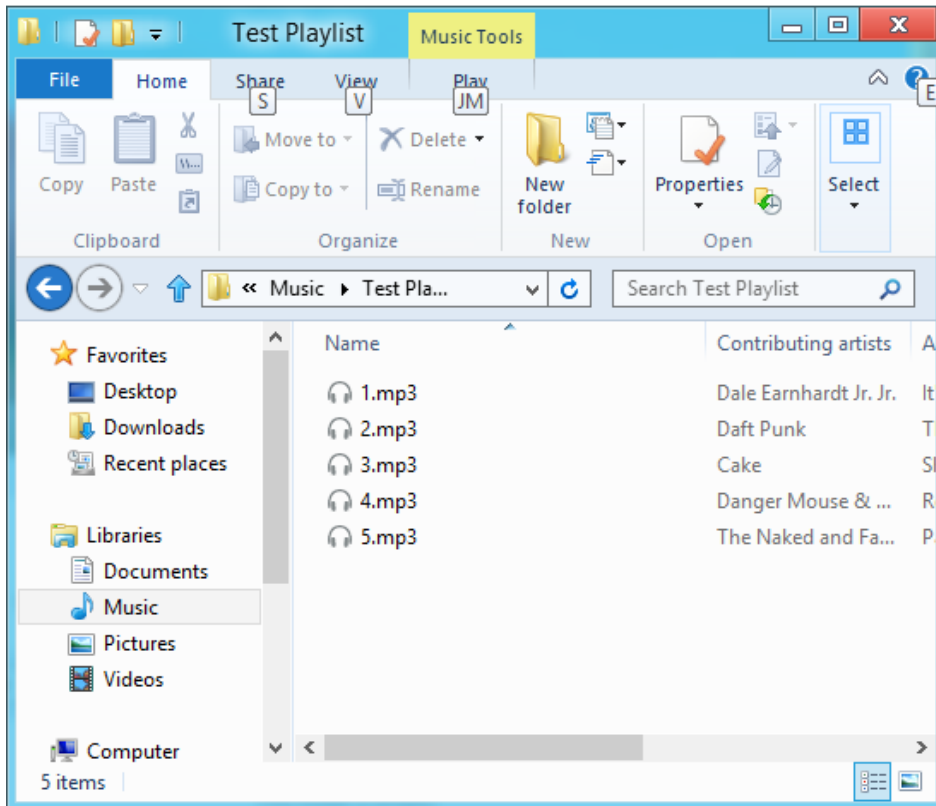 Test Playlist
Music Tools
File Home Share View Play
S V JM E
Copy Paste
Move to
Copy to
Delete
Rename
New folder
Properties
Select
Clipboard Organize New Open
« Music Test Pla...
Search Test Playlist
Favorites
Desktop
Downloads
Recent places
Libraries
Documents
Music
Pictures
Videos
Computer
Name Contributing artists A
1.mp3 Dale Earnhardt Jr. Jr. It
2.mp3 Daft Punk
3.mp3 Cake
4.mp3 Danger Mouse & ...
5.mp3 The Naked and Fa...
5 items